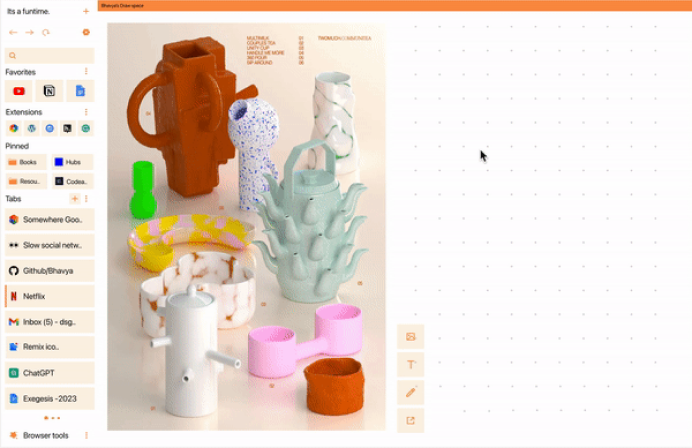 Bhavya's Draw space
Its a funtime.
Favorites
Extensions
Pinned
Books
Hubs
Resou..
Codea..
Tabs
Somewhere Goo..
Slow social netw..
Github/Bhavya
Netflix
Inbox (5) - dsg..
Remix ico..
ChatGPT
Exegesis -2023
Browser tools
MULTIMILK 01
COUPLES TEA 02
UNITY CUP 03
HANDLE ME MORE 04
360 POUR 05
SIP AROUND 06